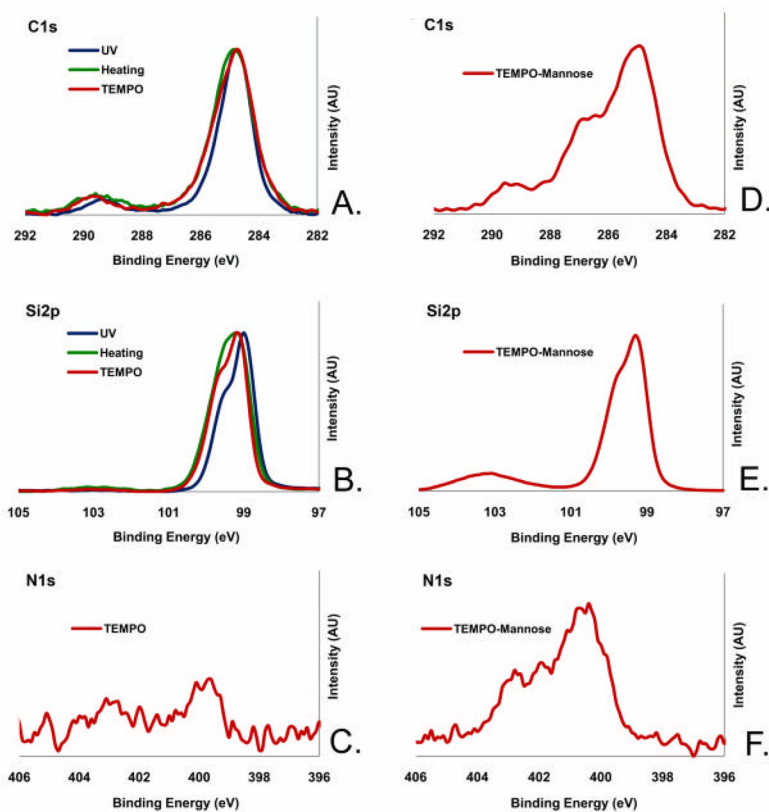 C1s
UV
Heating
TEMPO
Intensity (AU)
292 290 288 286 284 282
Binding Energy (eV)
A.
C1s
TEMPO-Mannose
Intensity (AU)
292 290 288 286 284 282
Binding Energy (eV)
D.
Si2p
UV
Heating
TEMPO
Intensity (AU)
105 103 101 99 97
Binding Energy (eV)
B.
Si2p
TEMPO-Mannose
Intensity (AU)
105 103 101 99 97
Binding Energy (eV)
E.
N1s
TEMPO
Intensity (AU)
406 404 402 400 398 396
Binding Energy (eV)
C.
N1s
TEMPO-Mannose
Intensity (AU)
406 404 402 400 398 396
Binding Energy (eV)
F.